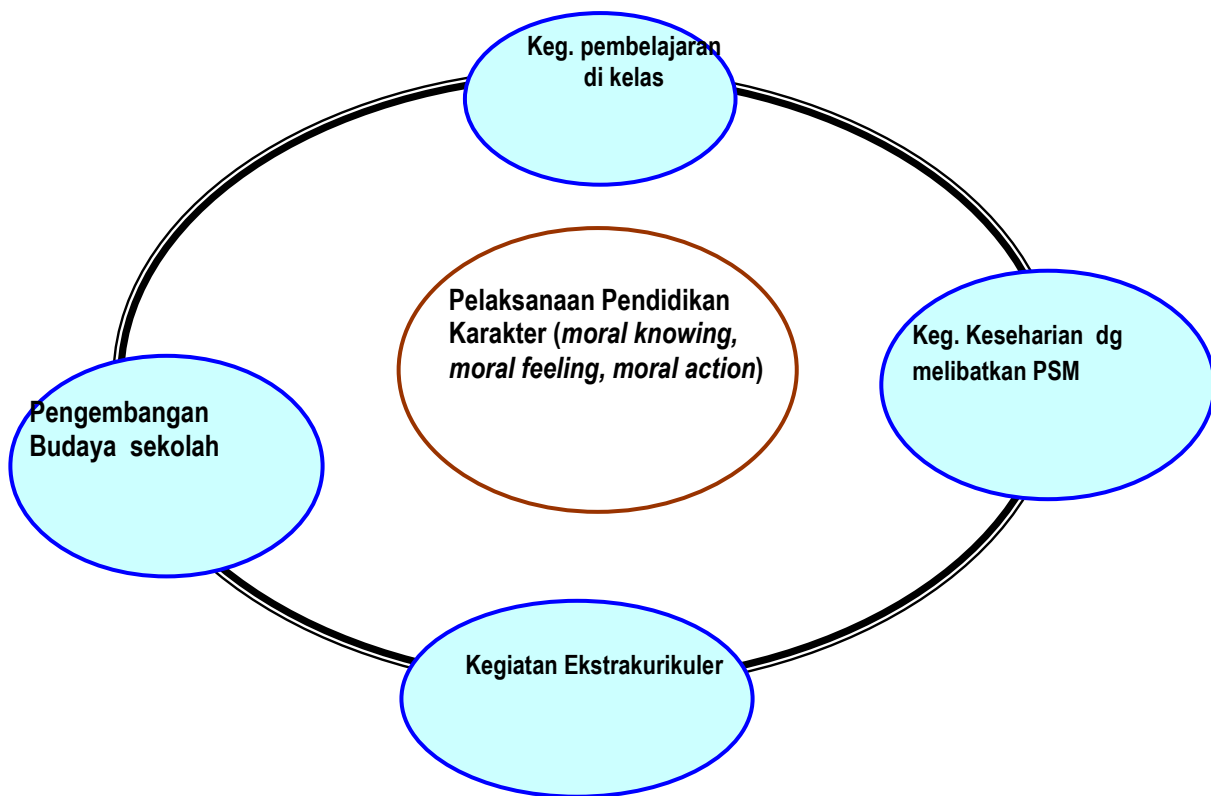 Keg. pembelajaran
di kelas
Pelaksanaan Pendidikan
Karakter (moral knowing,
moral feeling, moral action)
Keg. Keseharian dg
melibatkan PSM
Pengembangan
Budaya sekolah
Kegiatan Ekstrakurikuler